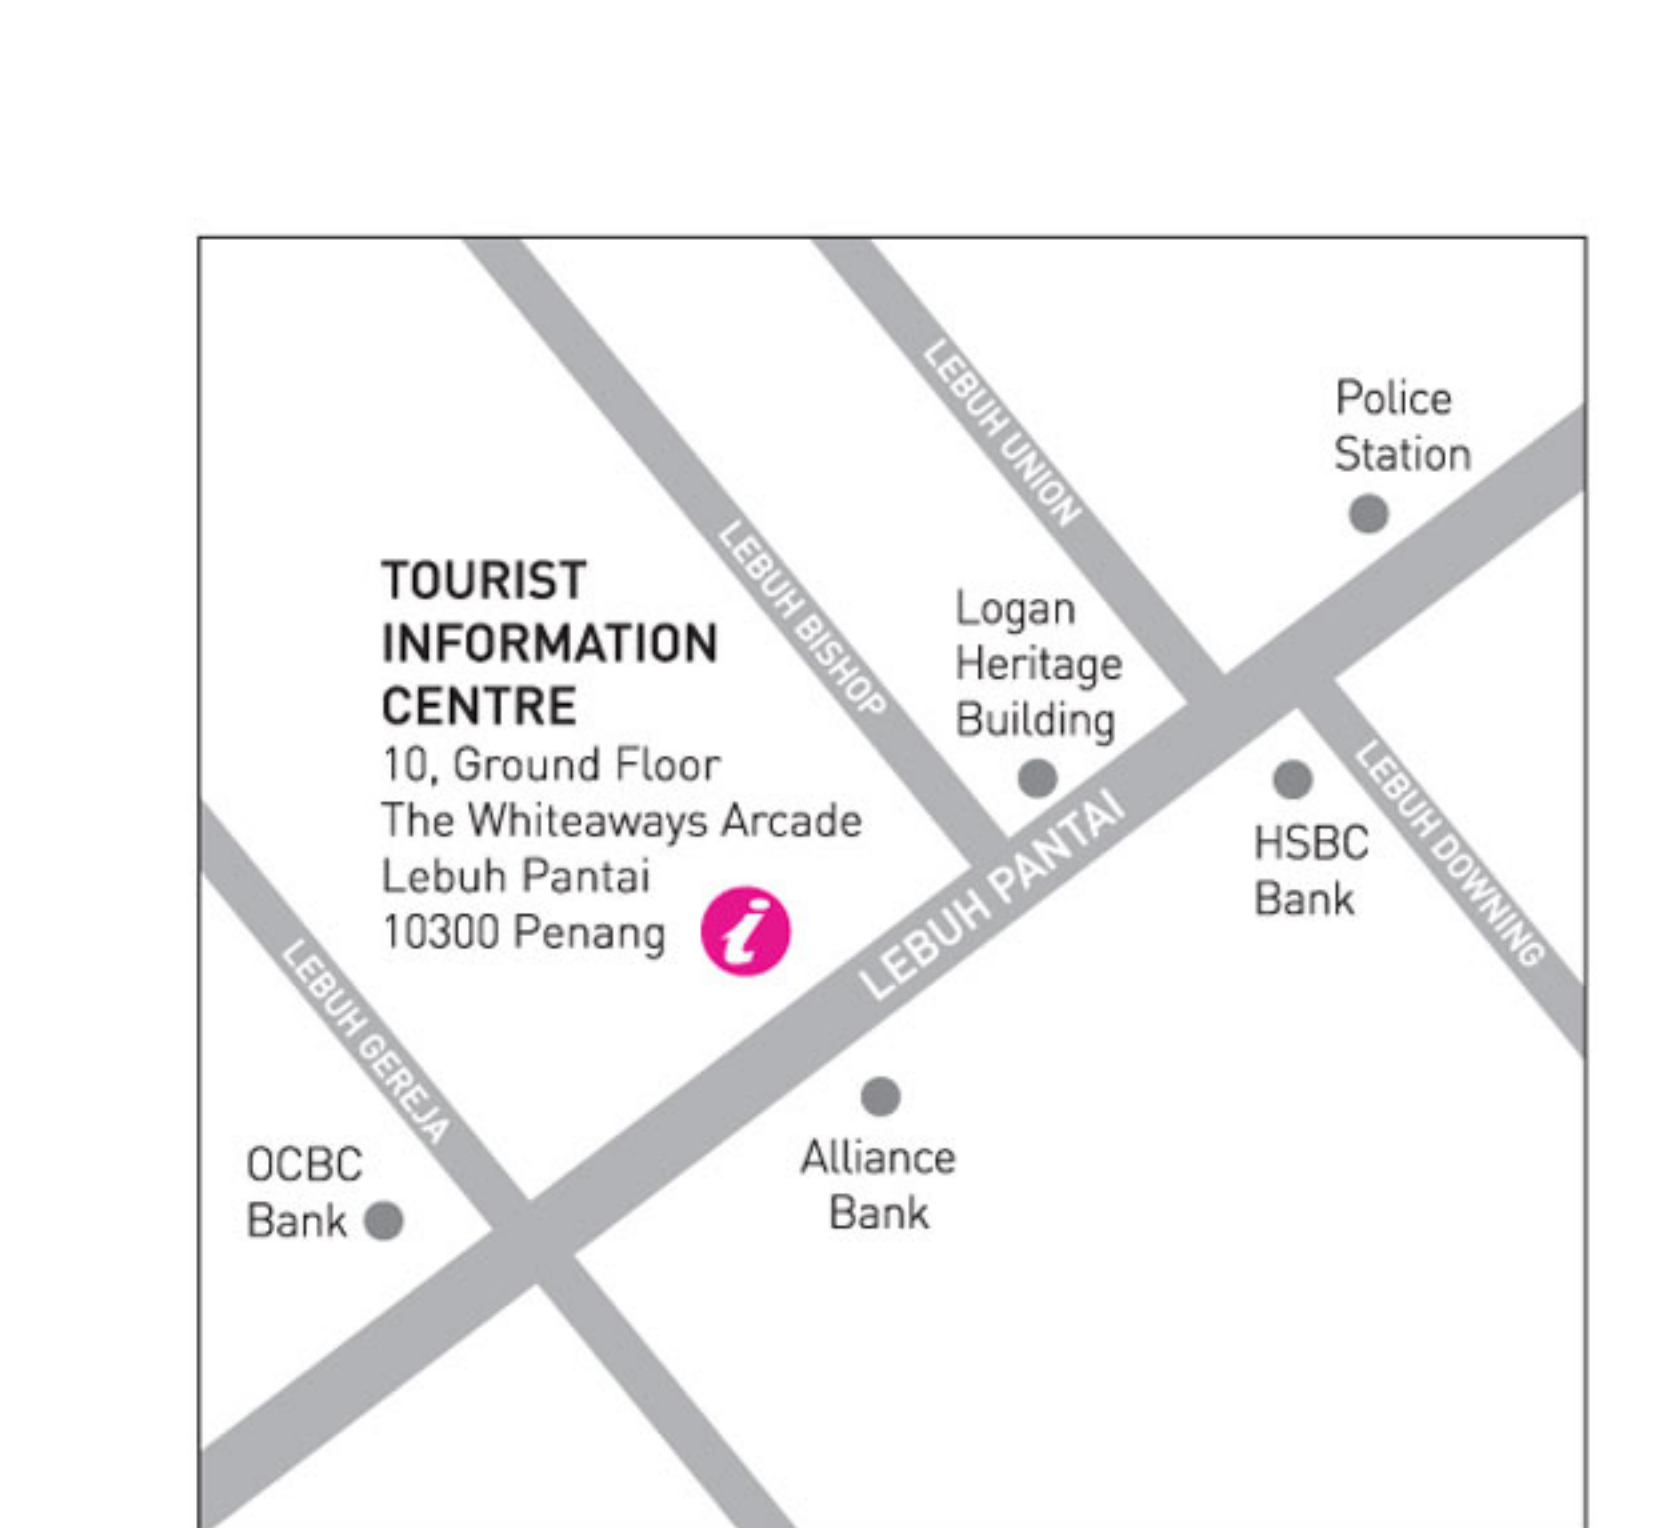 LEBUH UNION
Police
Station
LEBUH BISHOP
TOURIST
INFORMATION
CENTRE
10, Ground Floor
The Whiteaways Arcade
Lebuh Pantai
10300 Penang
i
Logan
Heritage
Building
LEBUH PANTAI
HSBC
Bank
LEBUH DOWNING
LEBUH GEREJA
OCBC
Bank
Alliance
Bank